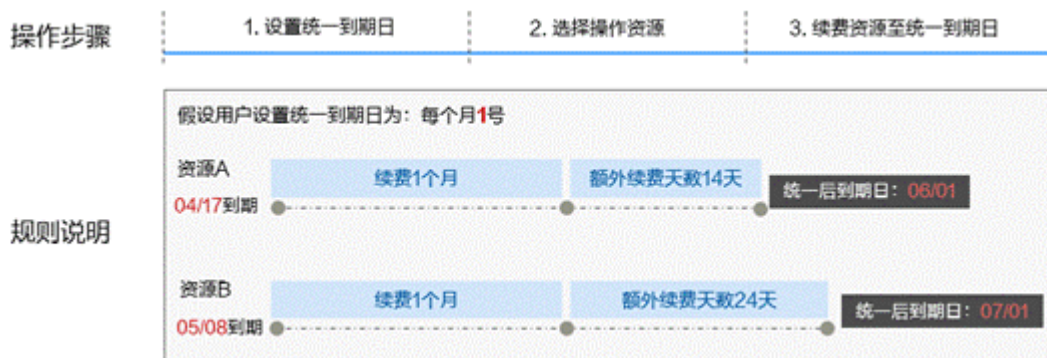 操作步骤
1. 设置统一到期日
2. 选择操作资源
3. 续费资源至统一到期日
规则说明
假设用户设置统一到期日为：每个月1号
资源A
04/17到期
续费1个月
额外续费天数14天
统一后到期日：06/01
资源B
05/08到期
续费1个月
额外续费天数24天
统一后到期日：07/01